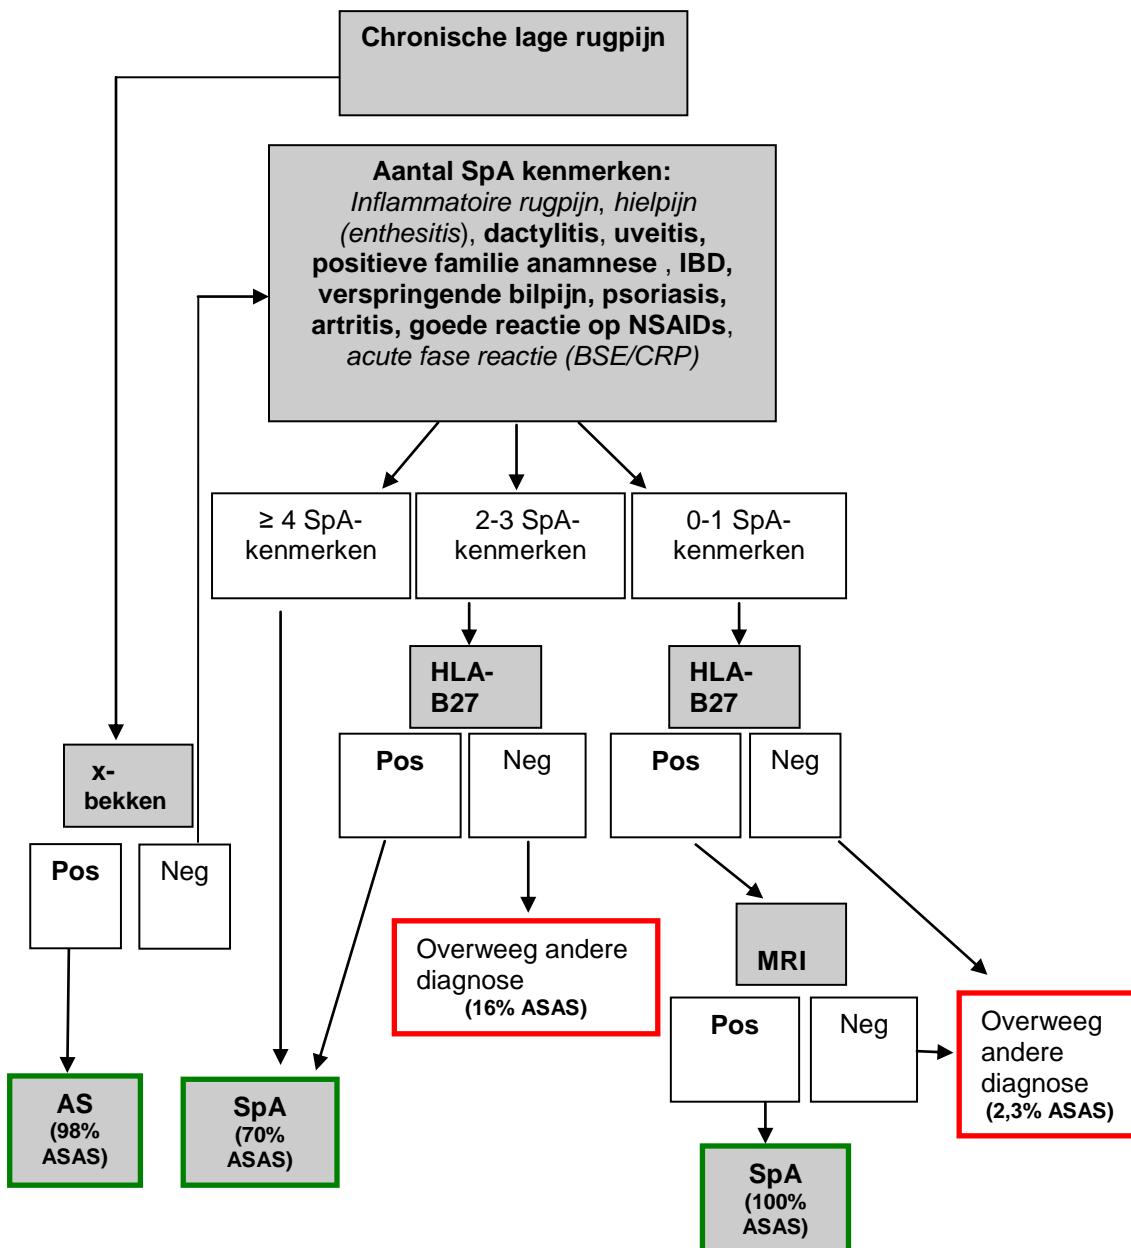 Chronische lage rugpijn
Aantal SpA kenmerken:
Inflammatoire rugpijn, hielpijn
(enthesitis), dactylitis, uveitis,
positieve familie anamnese , IBD,
verspringende bilpijn, psoriasis,
artritis, goede reactie op NSAIDs,
acute fase reactie (BSE/CRP)
≥ 4 SpA-
kenmerken
2-3 SpA-
kenmerken
0-1 SpA-
kenmerken
HLA-
B27
HLA-
B27
Pos
Neg
Pos
Neg
x-
bekken
Pos
Neg
Overweeg andere
diagnose
(16% ASAS)
MRI
Pos
Neg
Overweeg
andere
diagnose
(2,3% ASAS)
AS
(98%
ASAS)
SpA
(70%
ASAS)
SpA
(100%
ASAS)